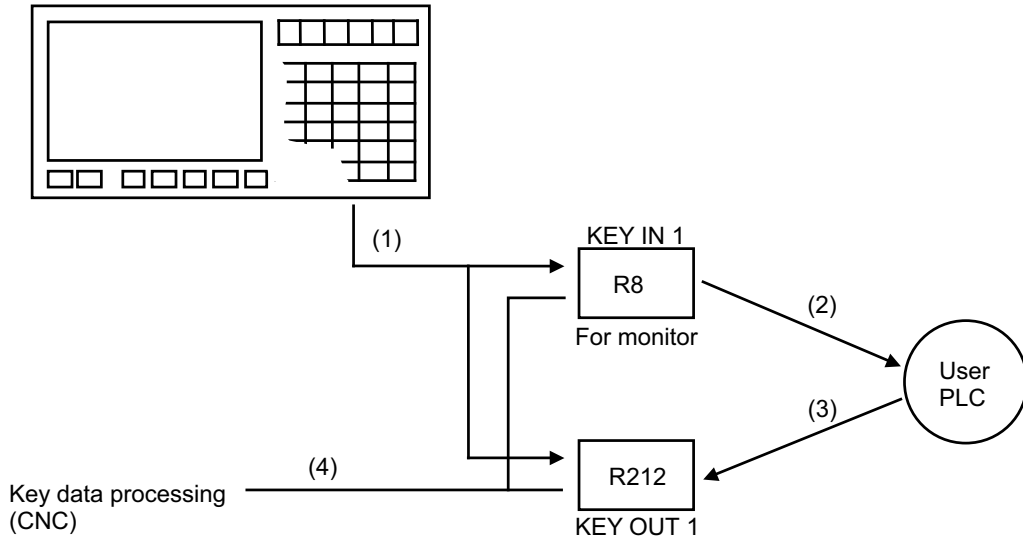 (1)
KEY IN 1
R8
For monitor
(2)
User
PLC
(3)
R212
KEY OUT 1
(4)
Key data processing
(CNC)